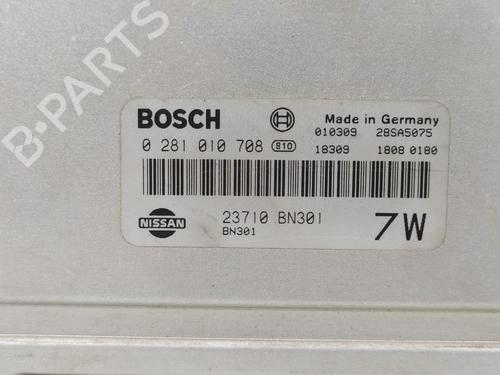 B-PARTS
BOSCH
Made in Germany
010309 28SA5075
0 281 010 708 810
18309 1808 0180
NISSAN
23710 BN301
BN301
7W
B-PARTS